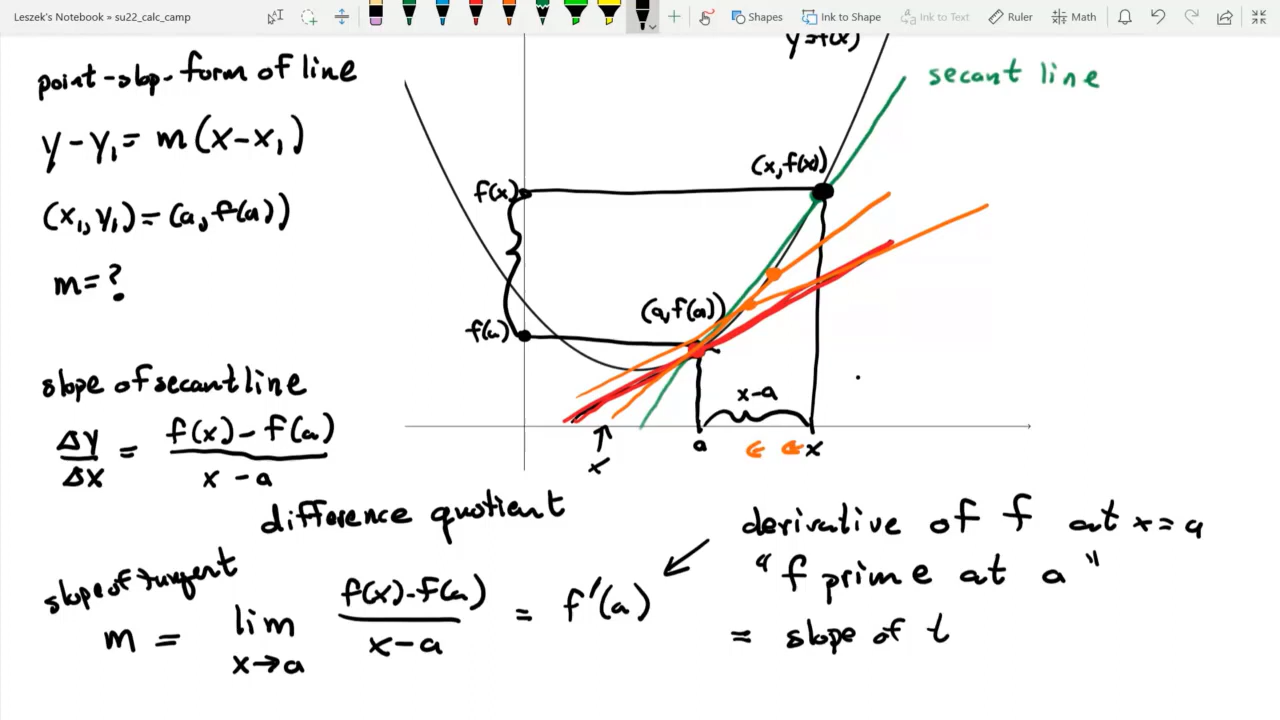 Leszek's Notebook » su22_calc_camp
Shapes Ink to Shape Ink to Text Ruler Math
point-slop-form of line
y-y₁= m(x-x₁)
(x₁,y₁)=(a,f(a))
m=?
y=f(x)
secant line
(x,f(x))
f(x)
(a,f(a))
f(a)
x-a
a
x
x
slope of secant line
Δy/Δx = (f(x)-f(a))/(x-a)
difference quotient
slope of tangent
m = lim x→a (f(x)-f(a))/(x-a) = f'(a)
derivative of f at x=a
"f prime at a"
= slope of t